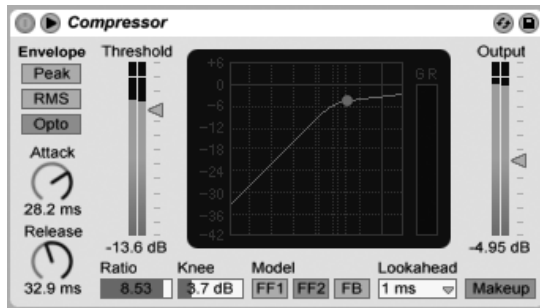 Compressor
Envelope
Peak
RMS
Opto
Attack
28.2 ms
Release
32.9 ms
Threshold
-13.6 dB
+6
0
-6
-12
-18
-24
-30
-36
-42
GR
Output
-4.95 dB
Ratio
8.53
Knee
3.7 dB
Model
FF1 FF2 FB
Lookahead
1 ms
Makeup